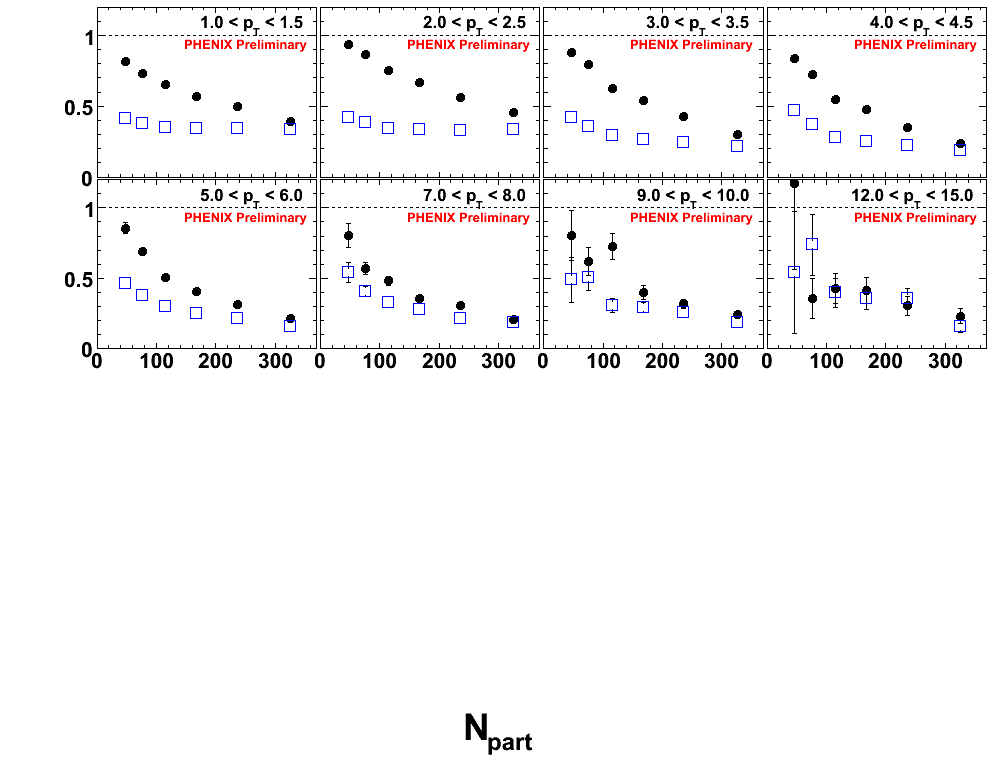 1.0 < pT < 1.5
PHENIX Preliminary
2.0 < pT < 2.5
PHENIX Preliminary
3.0 < pT < 3.5
PHENIX Preliminary
4.0 < pT < 4.5
PHENIX Preliminary
1
0.5
0
5.0 < pT < 6.0
PHENIX Preliminary
7.0 < pT < 8.0
PHENIX Preliminary
9.0 < pT < 10.0
PHENIX Preliminary
12.0 < pT < 15.0
PHENIX Preliminary
1
0.5
0
0 100 200 300 0 100 200 300 0 100 200 300 0 100 200 300
Npart